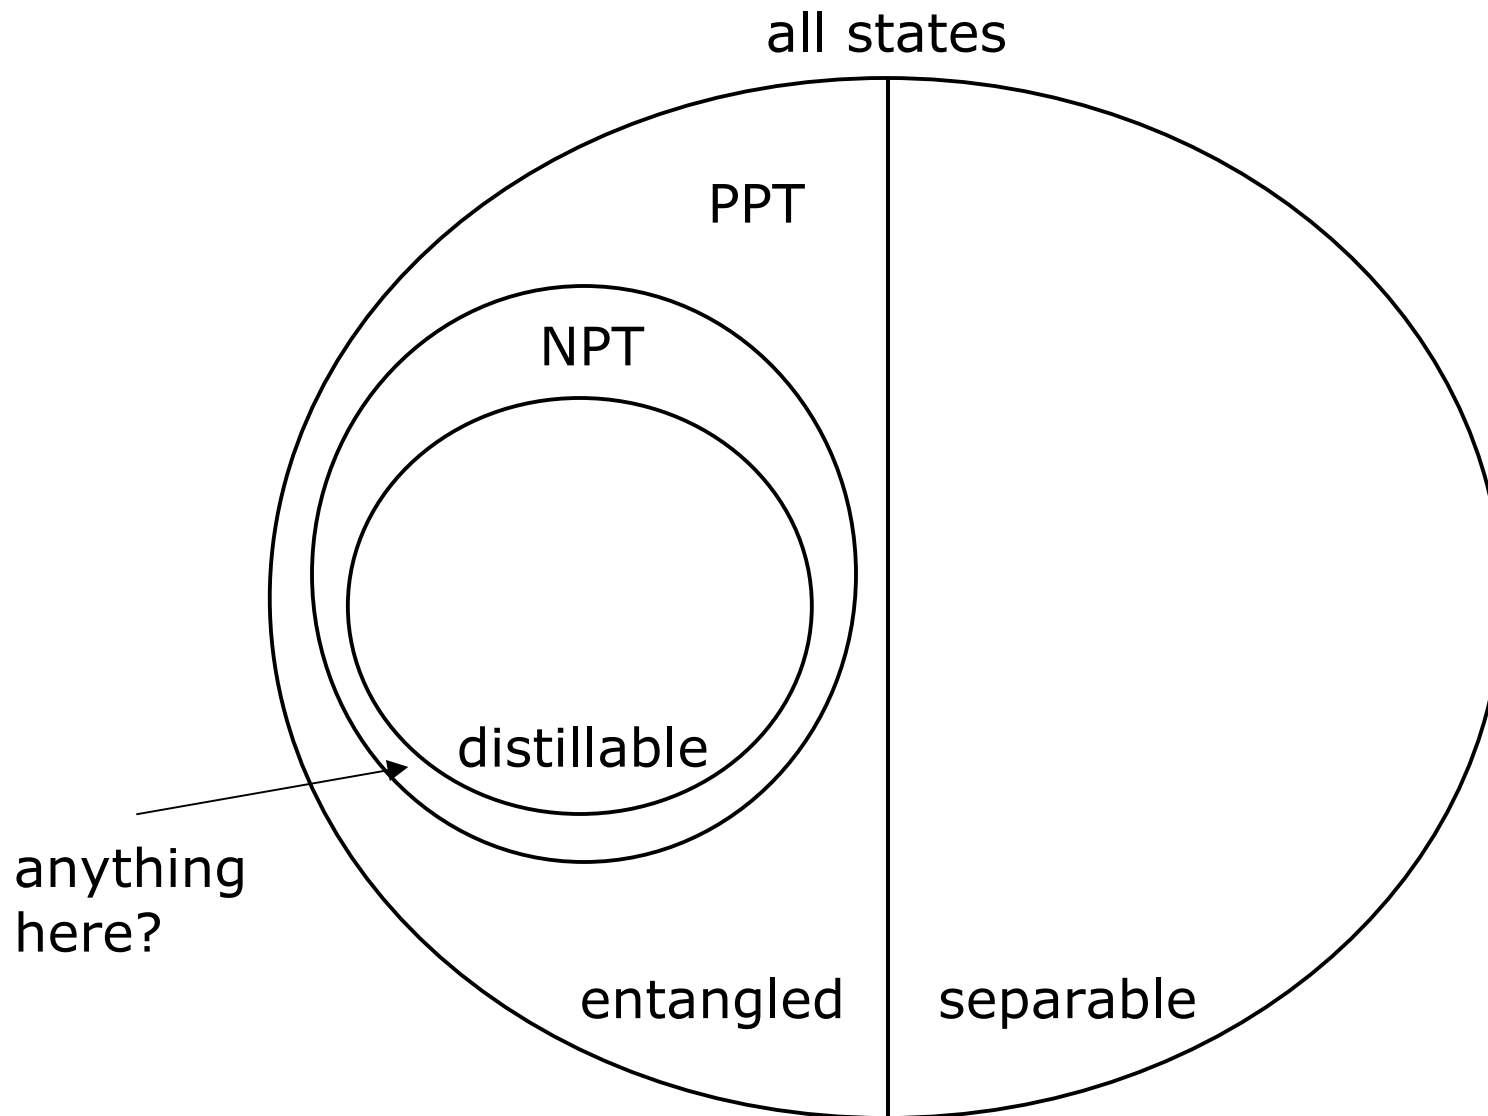 all states
PPT
NPT
distillable
anything
here?
entangled
separable